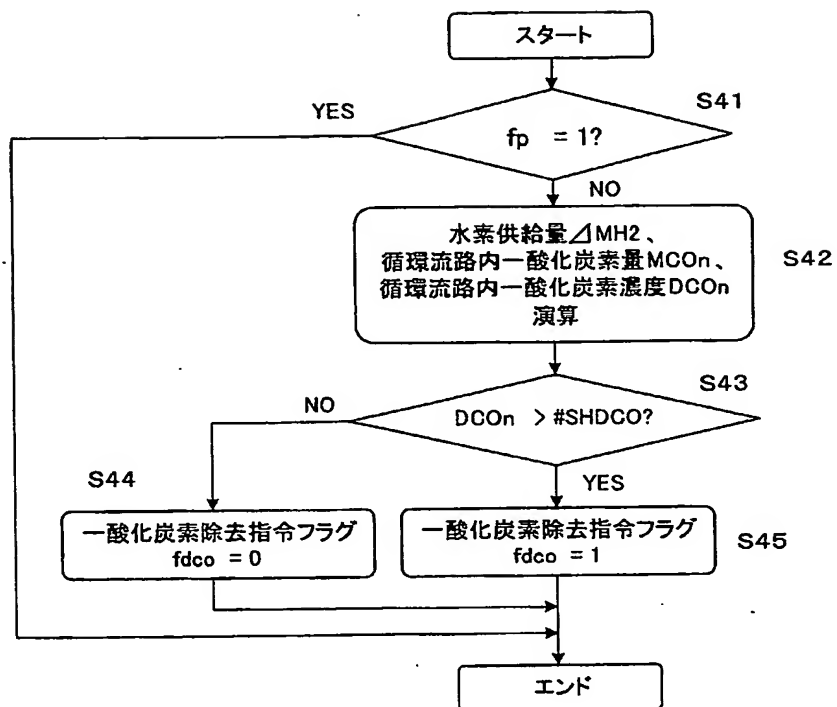 スタート
S41
YES
fp = 1?
NO
水素供給量⊿MH2、
循環流路内一酸化炭素量MCOn、
循環流路内一酸化炭素濃度DCOn
演算
S42
S43
NO
DCOn > #SHDCO?
YES
S44
一酸化炭素除去指令フラグ
fdco = 0
一酸化炭素除去指令フラグ
fdco = 1
S45
エンド